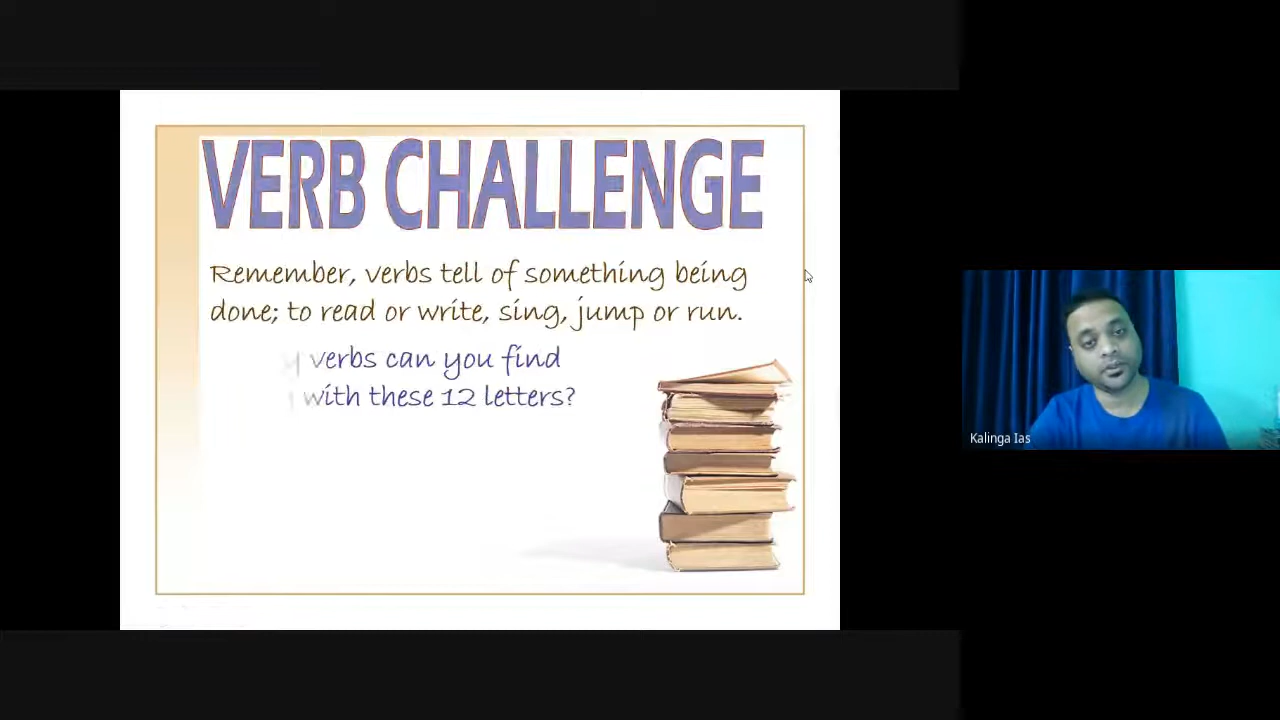 VERB CHALLENGE
Remember, verbs tell of something being
done; to read or write, sing, jump or run.
verbs can you find
with these 12 letters?
Kalinga Ias